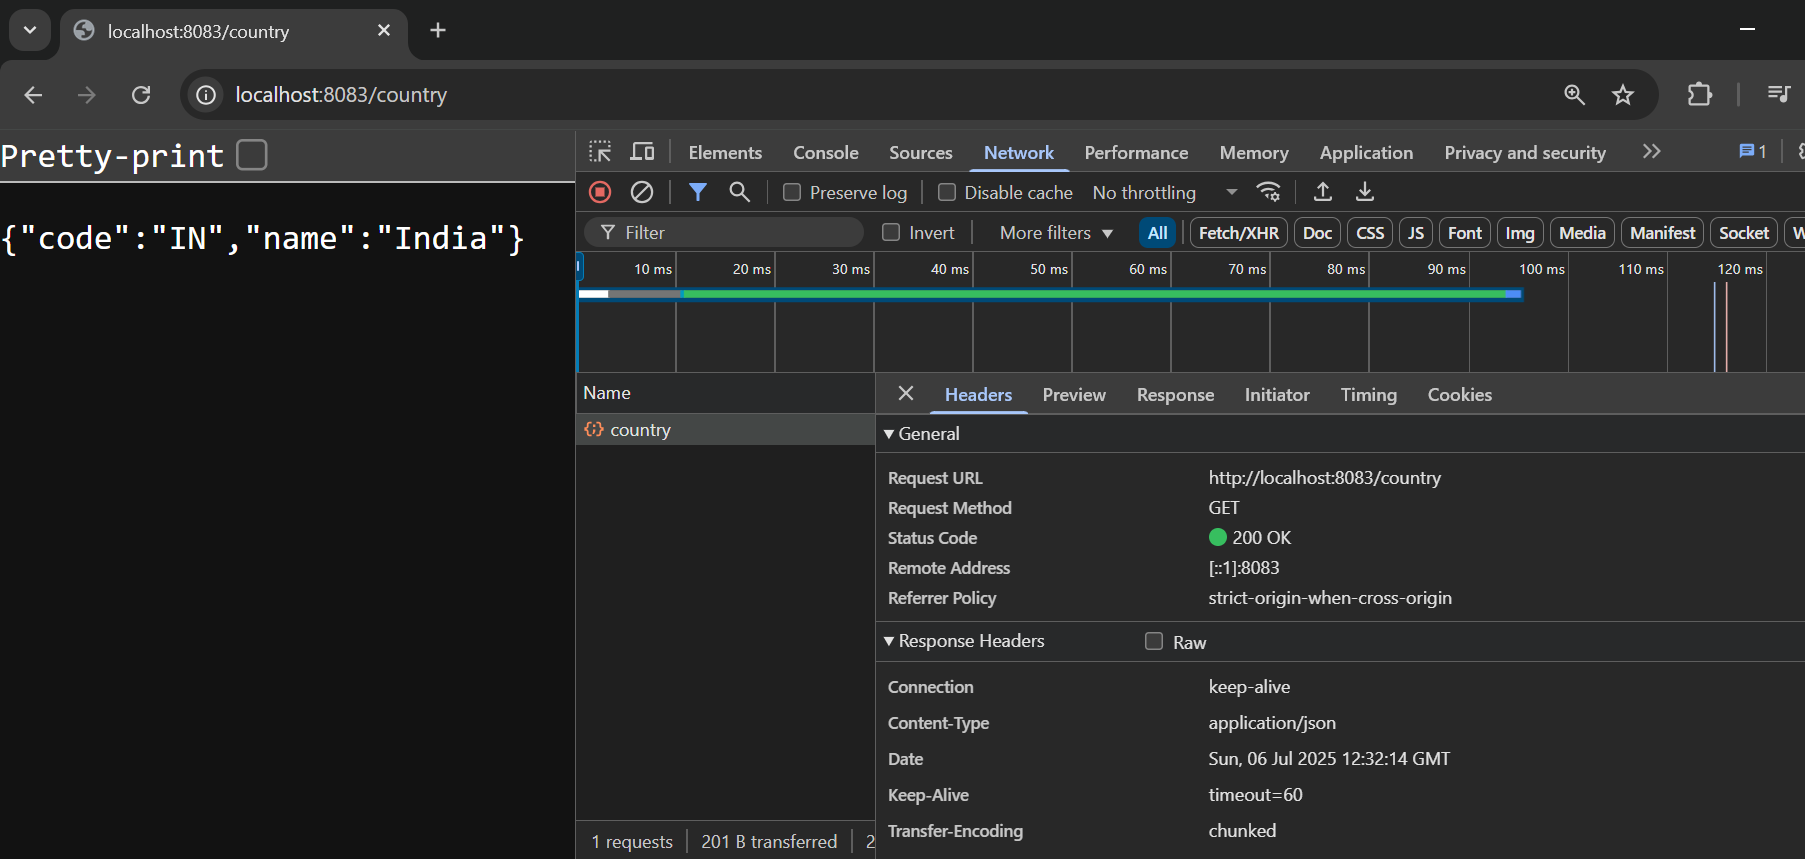 localhost:8083/country
localhost:8083/country
Pretty-print
{"code":"IN","name":"India"}
Elements Console Sources Network Performance Memory Application Privacy and security 1
Preserve log Disable cache No throttling
Filter Invert More filters All Fetch/XHR Doc CSS JS Font Img Media Manifest Socket W
10 ms 20 ms 30 ms 40 ms 50 ms 60 ms 70 ms 80 ms 90 ms 100 ms 110 ms 120 ms
Name
country
1 requests 201 B transferred 2
Headers Preview Response Initiator Timing Cookies
General
Request URL http://localhost:8083/country
Request Method GET
Status Code 200 OK
Remote Address [::1]:8083
Referrer Policy strict-origin-when-cross-origin
Response Headers Raw
Connection keep-alive
Content-Type application/json
Date Sun, 06 Jul 2025 12:32:14 GMT
Keep-Alive timeout=60
Transfer-Encoding chunked